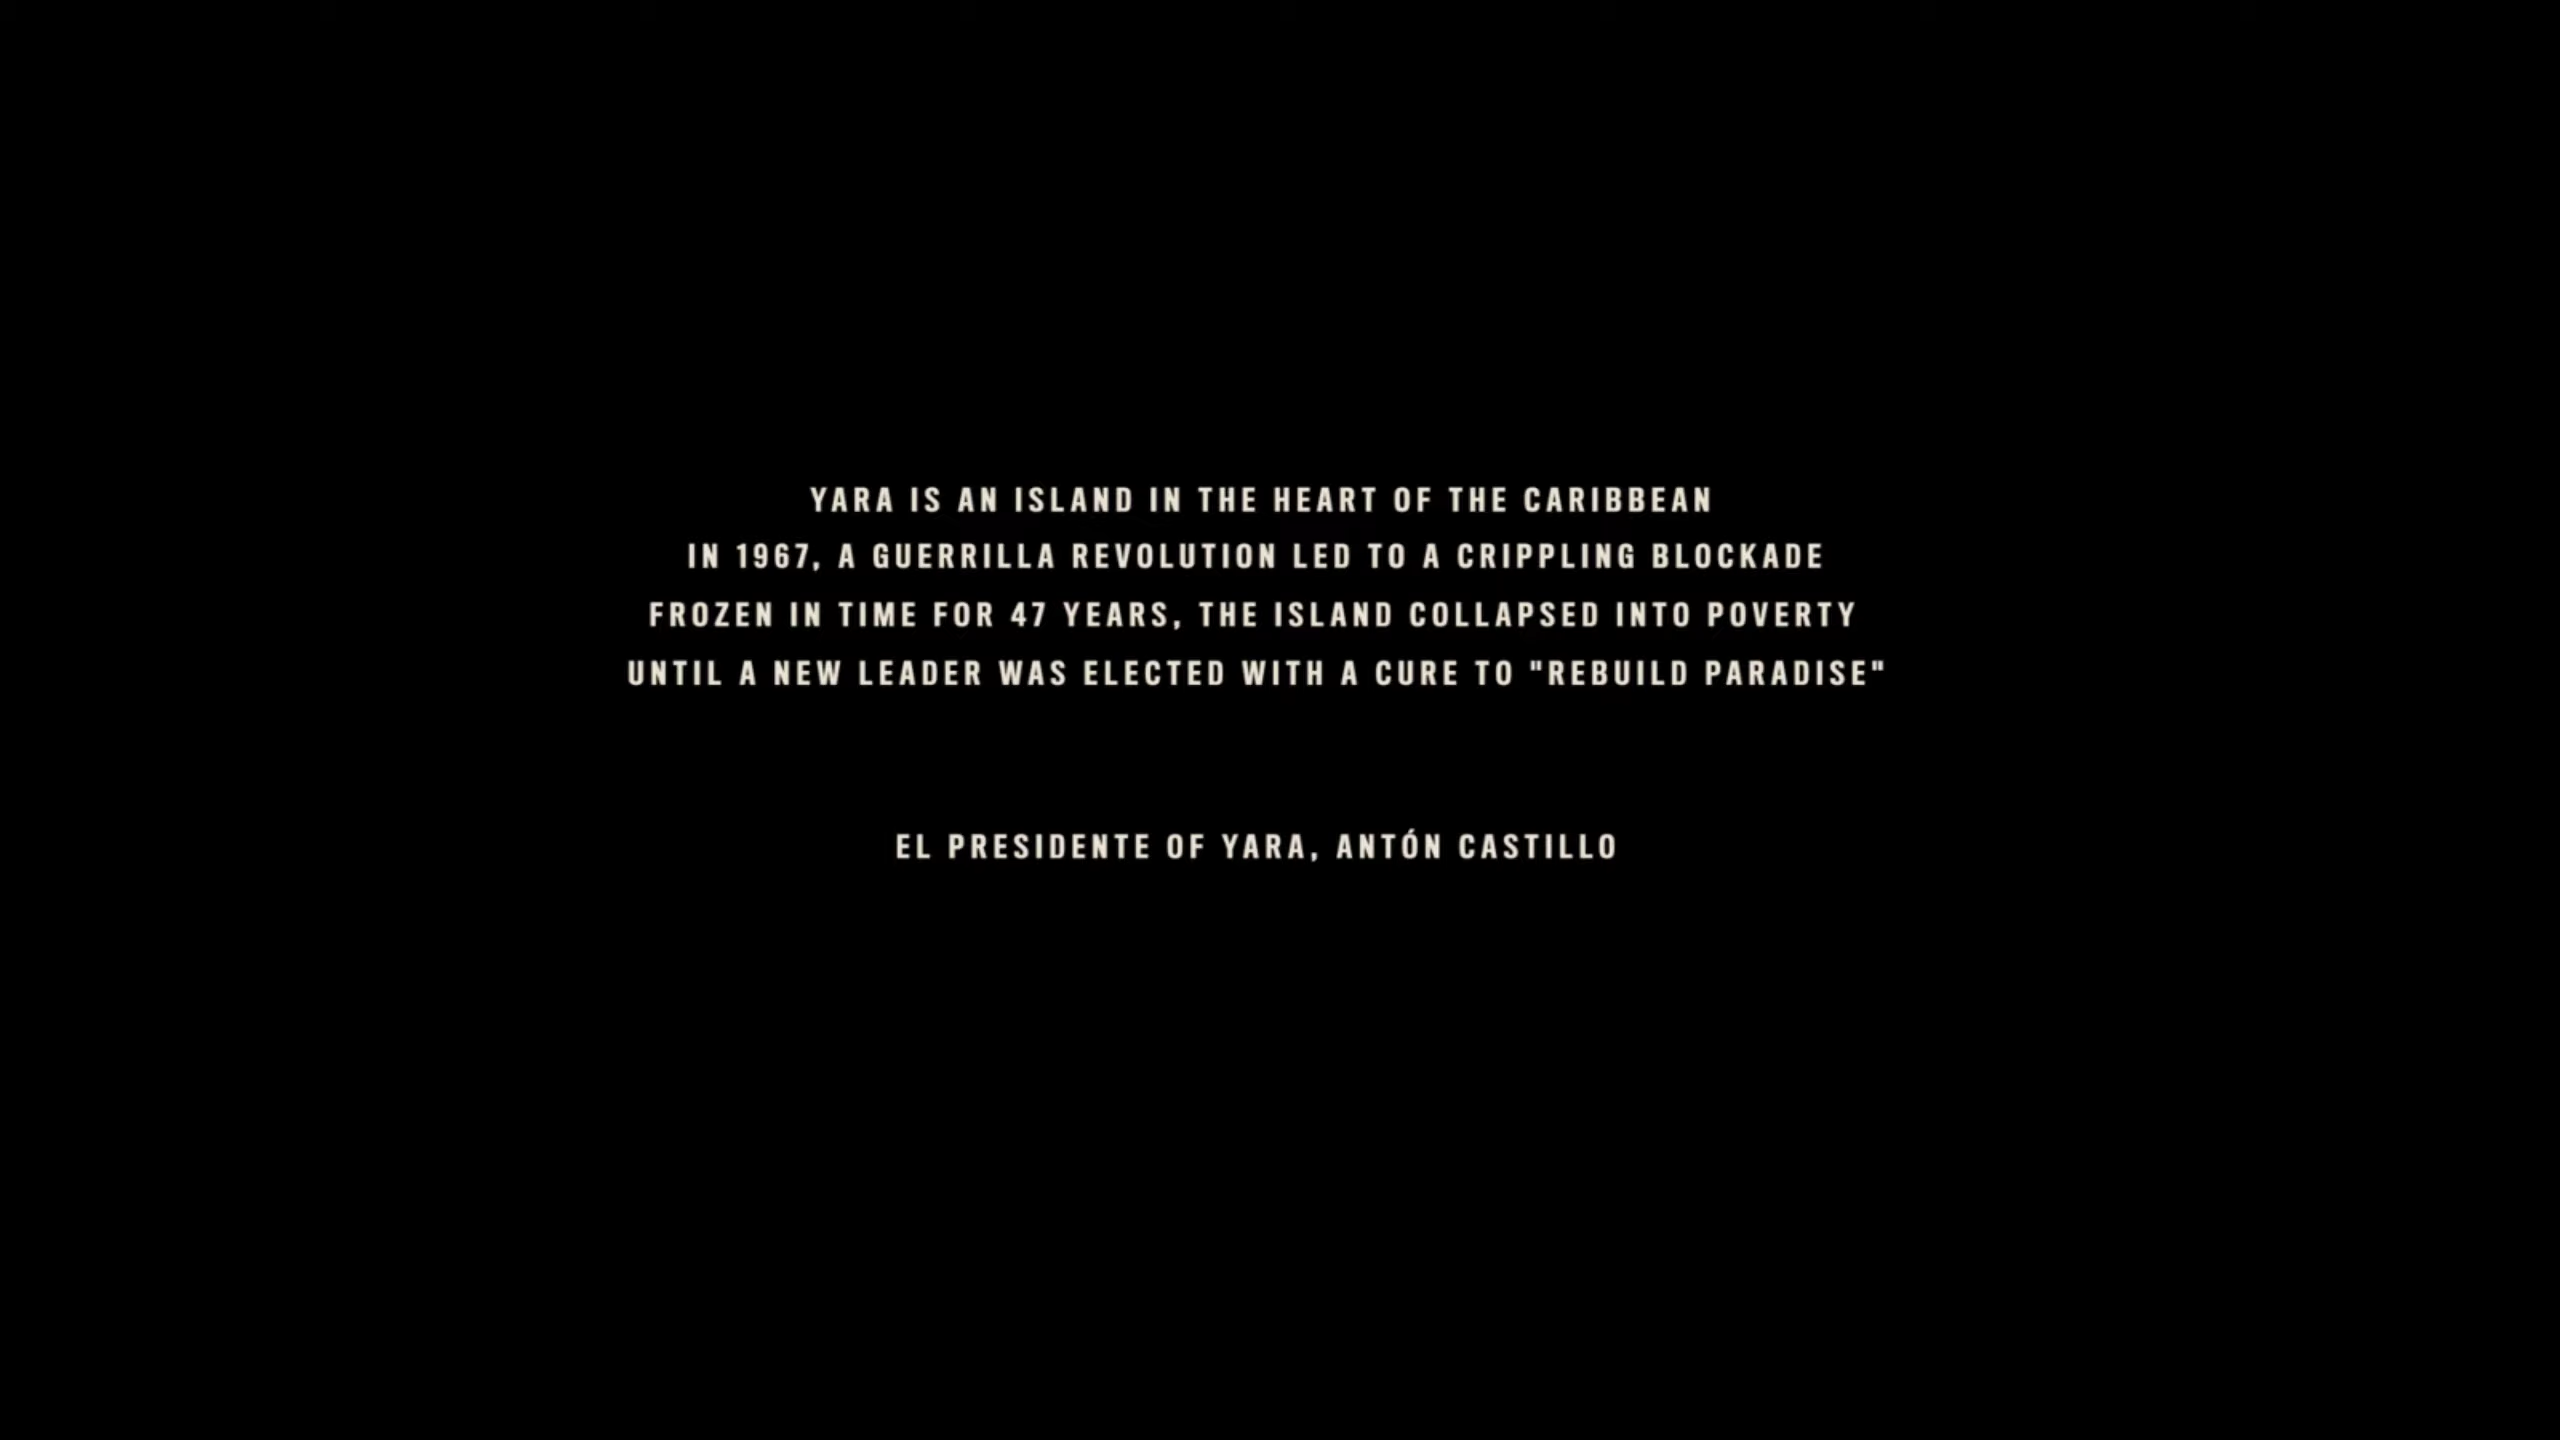 YARA IS AN ISLAND IN THE HEART OF THE CARIBBEAN
IN 1967, A GUERRILLA REVOLUTION LED TO A CRIPPLING BLOCKADE
FROZEN IN TIME FOR 47 YEARS, THE ISLAND COLLAPSED INTO POVERTY
UNTIL A NEW LEADER WAS ELECTED WITH A CURE TO "REBUILD PARADISE"
EL PRESIDENTE OF YARA, ANTÓN CASTILLO